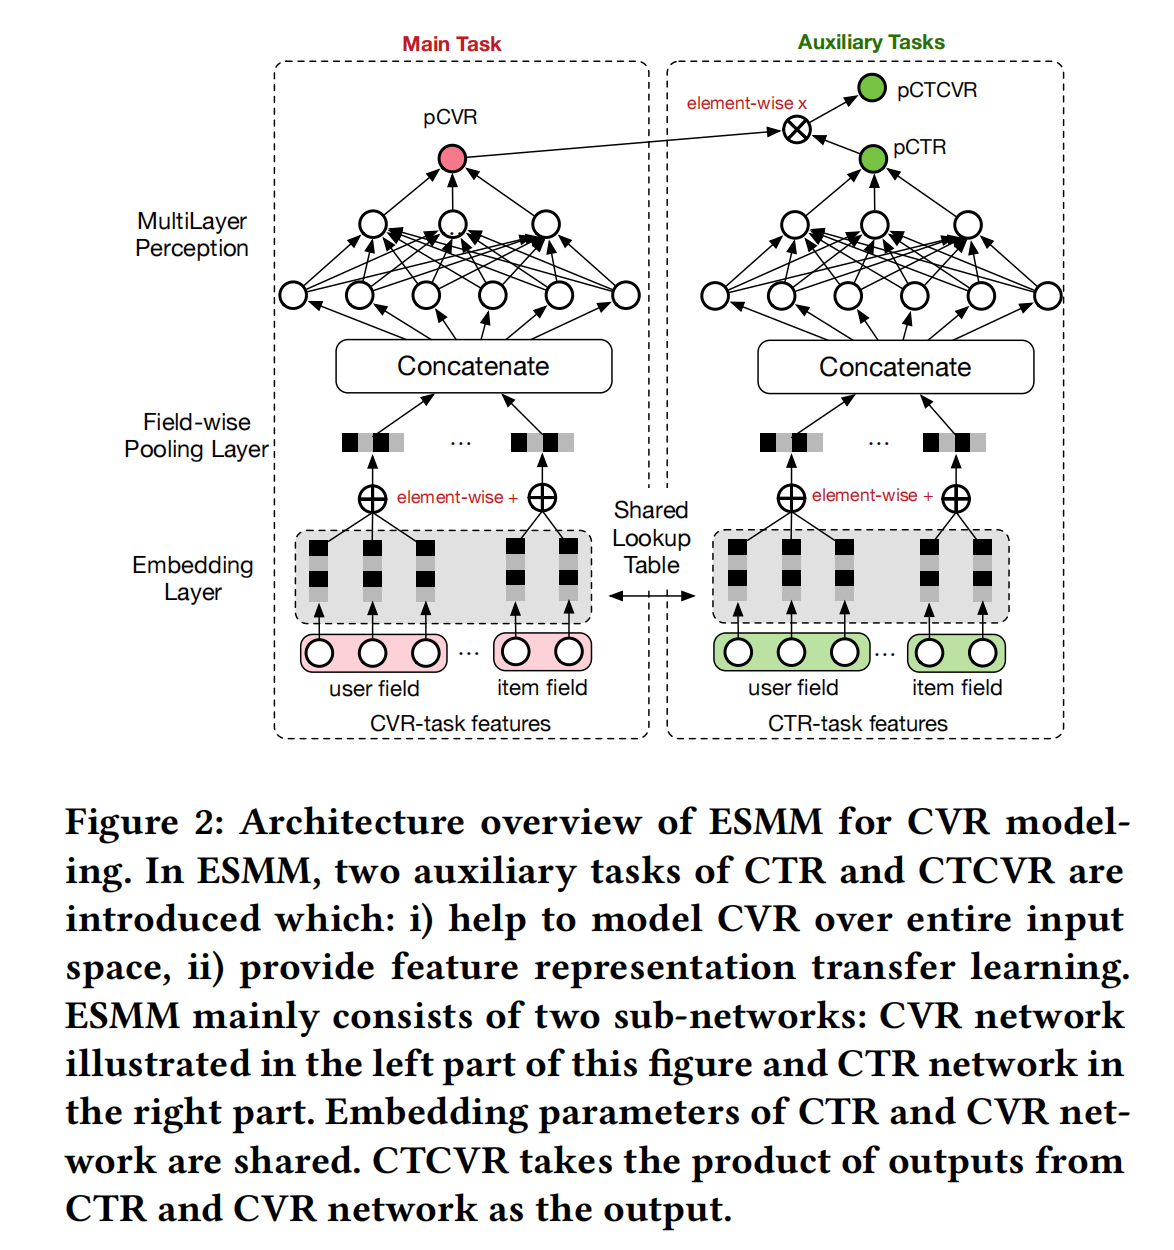 Main Task
Auxiliary Tasks
pCTCVR
element-wise x
pCVR
pCTR
MultiLayer
Perception
Concatenate
Concatenate
Field-wise
Pooling Layer
...
...
element-wise +
element-wise +
Shared
Lookup
Table
Embedding
Layer
...
...
user field
item field
user field
item field
CVR-task features
CTR-task features
Figure 2: Architecture overview of ESMM for CVR model-
ing. In ESMM, two auxiliary tasks of CTR and CTCVR are
introduced which: i) help to model CVR over entire input
space, ii) provide feature representation transfer learning.
ESMM mainly consists of two sub-networks: CVR network
illustrated in the left part of this figure and CTR network in
the right part. Embedding parameters of CTR and CVR net-
work are shared. CTCVR takes the product of outputs from
CTR and CVR network as the output.